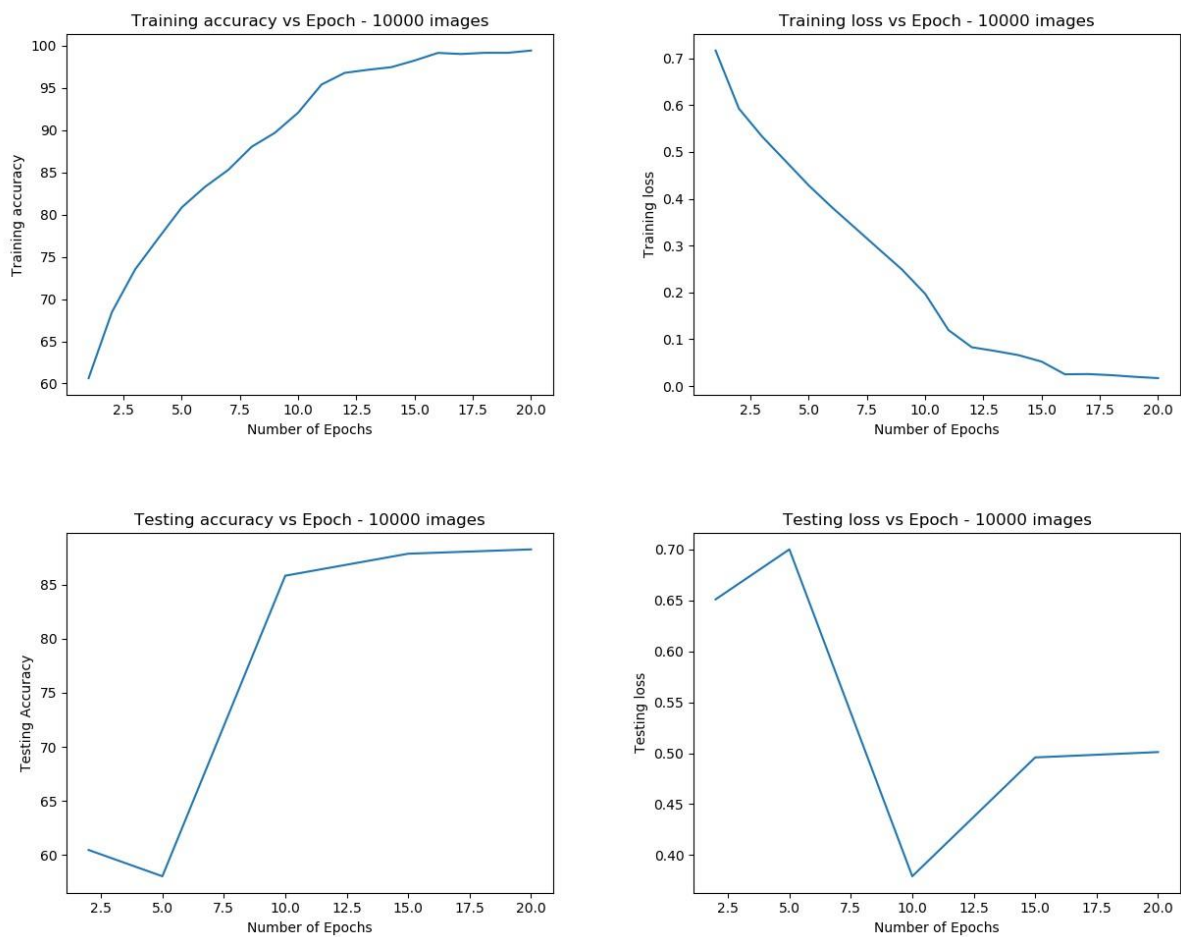 Training accuracy vs Epoch - 10000 images
100
95
90
85
80
75
70
65
60
Training accuracy
2.5 5.0 7.5 10.0 12.5 15.0 17.5 20.0
Number of Epochs
Training loss vs Epoch - 10000 images
0.7
0.6
0.5
0.4
0.3
0.2
0.1
0.0
Training loss
2.5 5.0 7.5 10.0 12.5 15.0 17.5 20.0
Number of Epochs
Testing accuracy vs Epoch - 10000 images
85
80
75
70
65
60
Testing Accuracy
2.5 5.0 7.5 10.0 12.5 15.0 17.5 20.0
Number of Epochs
Testing loss vs Epoch - 10000 images
0.70
0.65
0.60
0.55
0.50
0.45
0.40
Testing loss
2.5 5.0 7.5 10.0 12.5 15.0 17.5 20.0
Number of Epochs